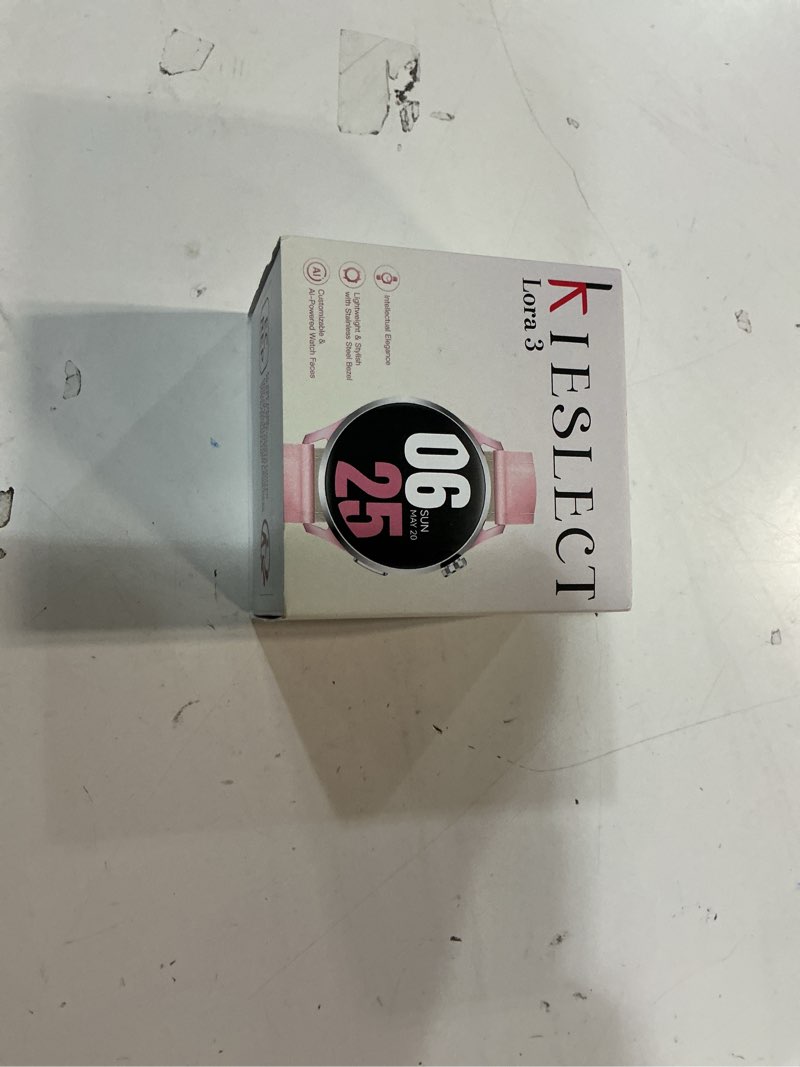 KIESLECT
Lora 3
06
25
SUN
MAY 20
Intellectual Elegance
Lightweight & Stylish
with Stainless Steel Bezel
AI
Customizable &
AI-Powered Watch Faces